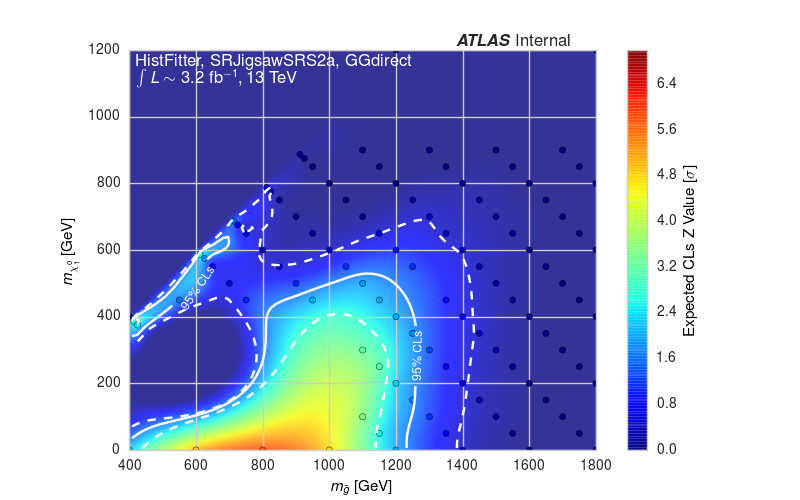 ATLAS Internal
HistFitter, SRJigsawSRS2a, GGdirect
∫ L ∼ 3.2 fb⁻¹, 13 TeV
1200
1000
800
600
400
200
0
m_χ̃₁⁰ [GeV]
95% CLs
95% CLs
400 600 800 1000 1200 1400 1600 1800
m_g̃ [GeV]
6.4
5.6
4.8
4.0
3.2
2.4
1.6
0.8
0.0
Expected CLs Z Value [σ]